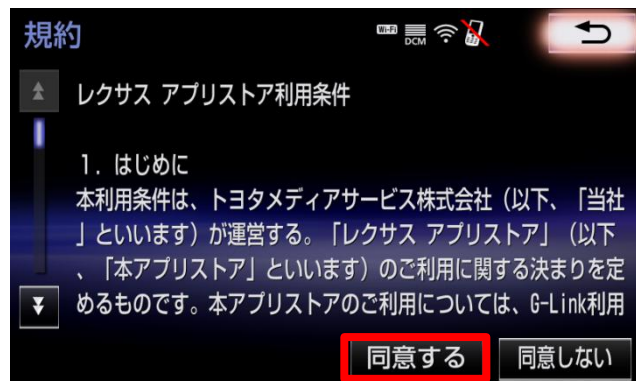 規約
Wi-Fi
DCM
レクサス アプリストア利用条件
1. はじめに
本利用条件は、トヨタメディアサービス株式会社（以下、「当社
」といいます）が運営する。「レクサス アプリストア」（以下
、「本アプリストア」といいます）のご利用に関する決まりを定
めるものです。本アプリストアのご利用については、G-Link利用
同意する
同意しない